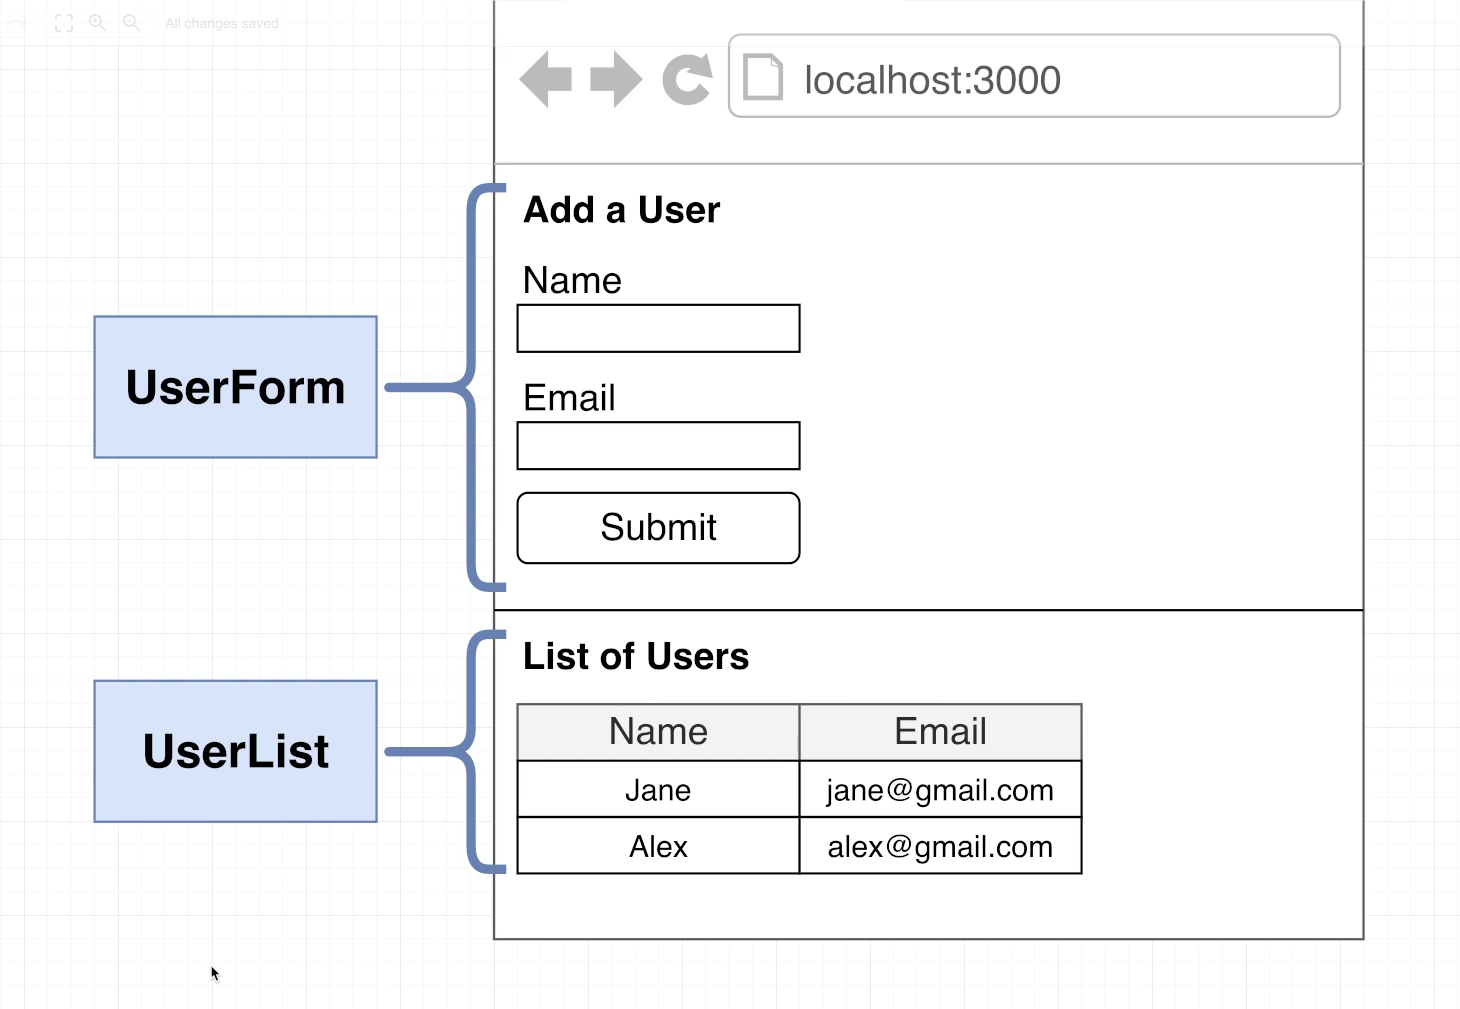 All changes saved
localhost:3000
Add a User
Name
Email
Submit
UserForm
List of Users
Name Email
Jane jane@gmail.com
Alex alex@gmail.com
UserList